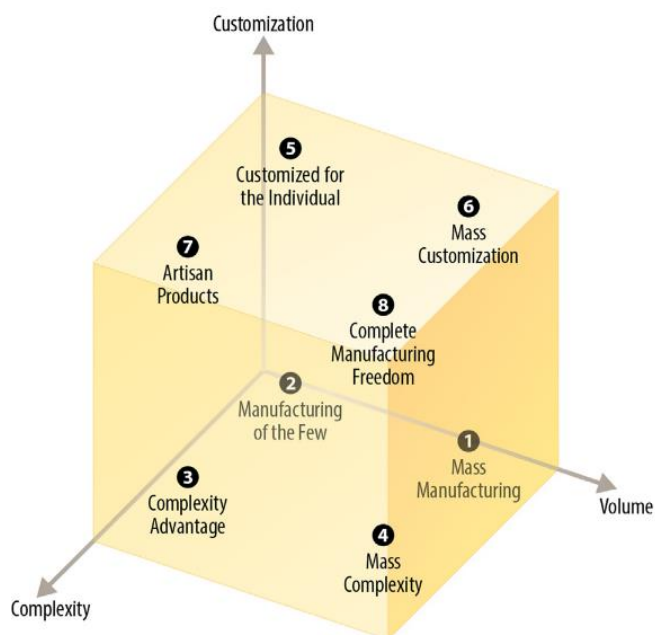 Customization
5
Customized for
the Individual
6
Mass
Customization
7
Artisan
Products
8
Complete
Manufacturing
Freedom
2
Manufacturing
of the Few
1
Mass
Manufacturing
3
Complexity
Advantage
Volume
4
Mass
Complexity
Complexity